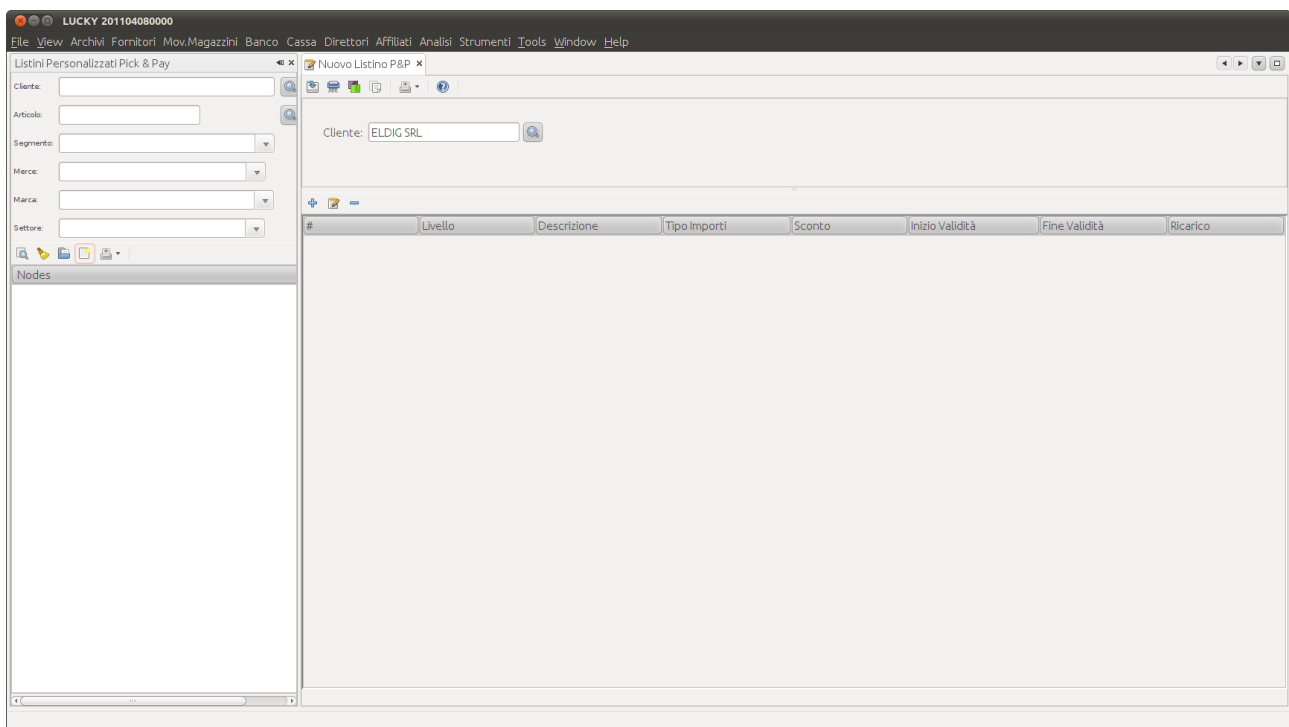 LUCKY 201104080000
File View Archivi Fornitori Mov.Magazzini Banco Cassa Direttori Affiliati Analisi Strumenti Tools Window Help
Listini Personalizzati Pick & Pay
Nuovo Listino P&P
Cliente:
Articolo:
Segmento:
Merce:
Marca:
Settore:
Nodes
Cliente: ELDIG SRL
# Livello Descrizione Tipo Importi Sconto Inizio Validità Fine Validità Ricarico